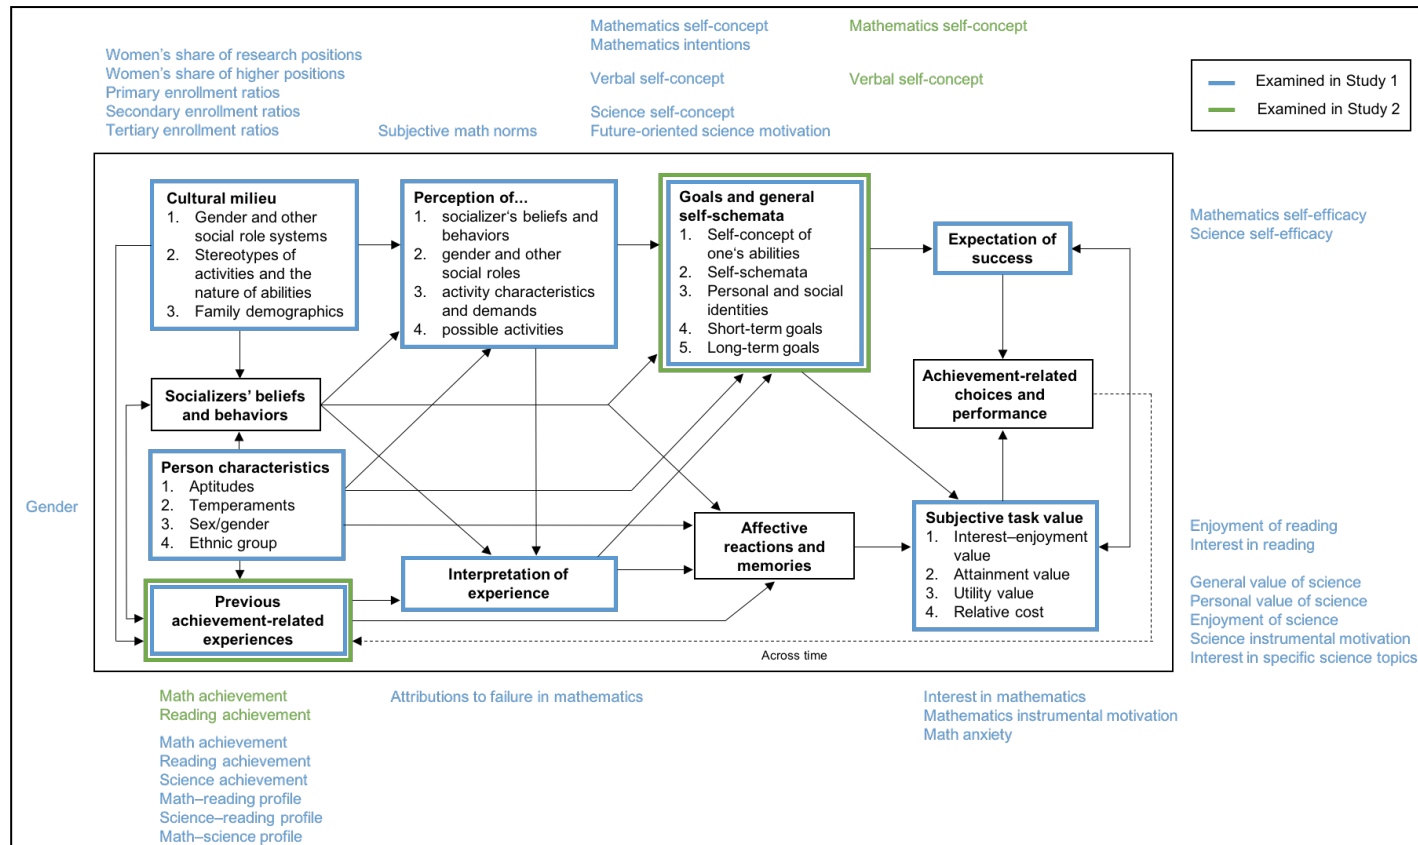 Mathematics self-concept
Mathematics intentions
Verbal self-concept
Science self-concept
Future-oriented science motivation
Mathematics self-concept
Verbal self-concept
Women's share of research positions
Women's share of higher positions
Primary enrollment ratios
Secondary enrollment ratios
Tertiary enrollment ratios
Subjective math norms
Examined in Study 1
Examined in Study 2
Cultural milieu
1. Gender and other
social role systems
2. Stereotypes of
activities and the
nature of abilities
3. Family demographics
Perception of…
1. socializer‘s beliefs and
behaviors
2. gender and other
social roles
3. activity characteristics
and demands
4. possible activities
Goals and general
self-schemata
1. Self-concept of
one‘s abilities
2. Self-schemata
3. Personal and social
identities
4. Short-term goals
5. Long-term goals
Expectation of
success
Mathematics self-efficacy
Science self-efficacy
Socializers’ beliefs
and behaviors
Achievement-related
choices and
performance
Person characteristics
1. Aptitudes
2. Temperaments
3. Sex/gender
4. Ethnic group
Gender
Affective
reactions and
memories
Subjective task value
1. Interest–enjoyment
value
2. Attainment value
3. Utility value
4. Relative cost
Enjoyment of reading
Interest in reading
General value of science
Personal value of science
Enjoyment of science
Science instrumental motivation
Interest in specific science topics
Interpretation of
experience
Previous
achievement-related
experiences
Across time
Math achievement
Reading achievement
Math achievement
Reading achievement
Science achievement
Math–reading profile
Science–reading profile
Math–science profile
Attributions to failure in mathematics
Interest in mathematics
Mathematics instrumental motivation
Math anxiety